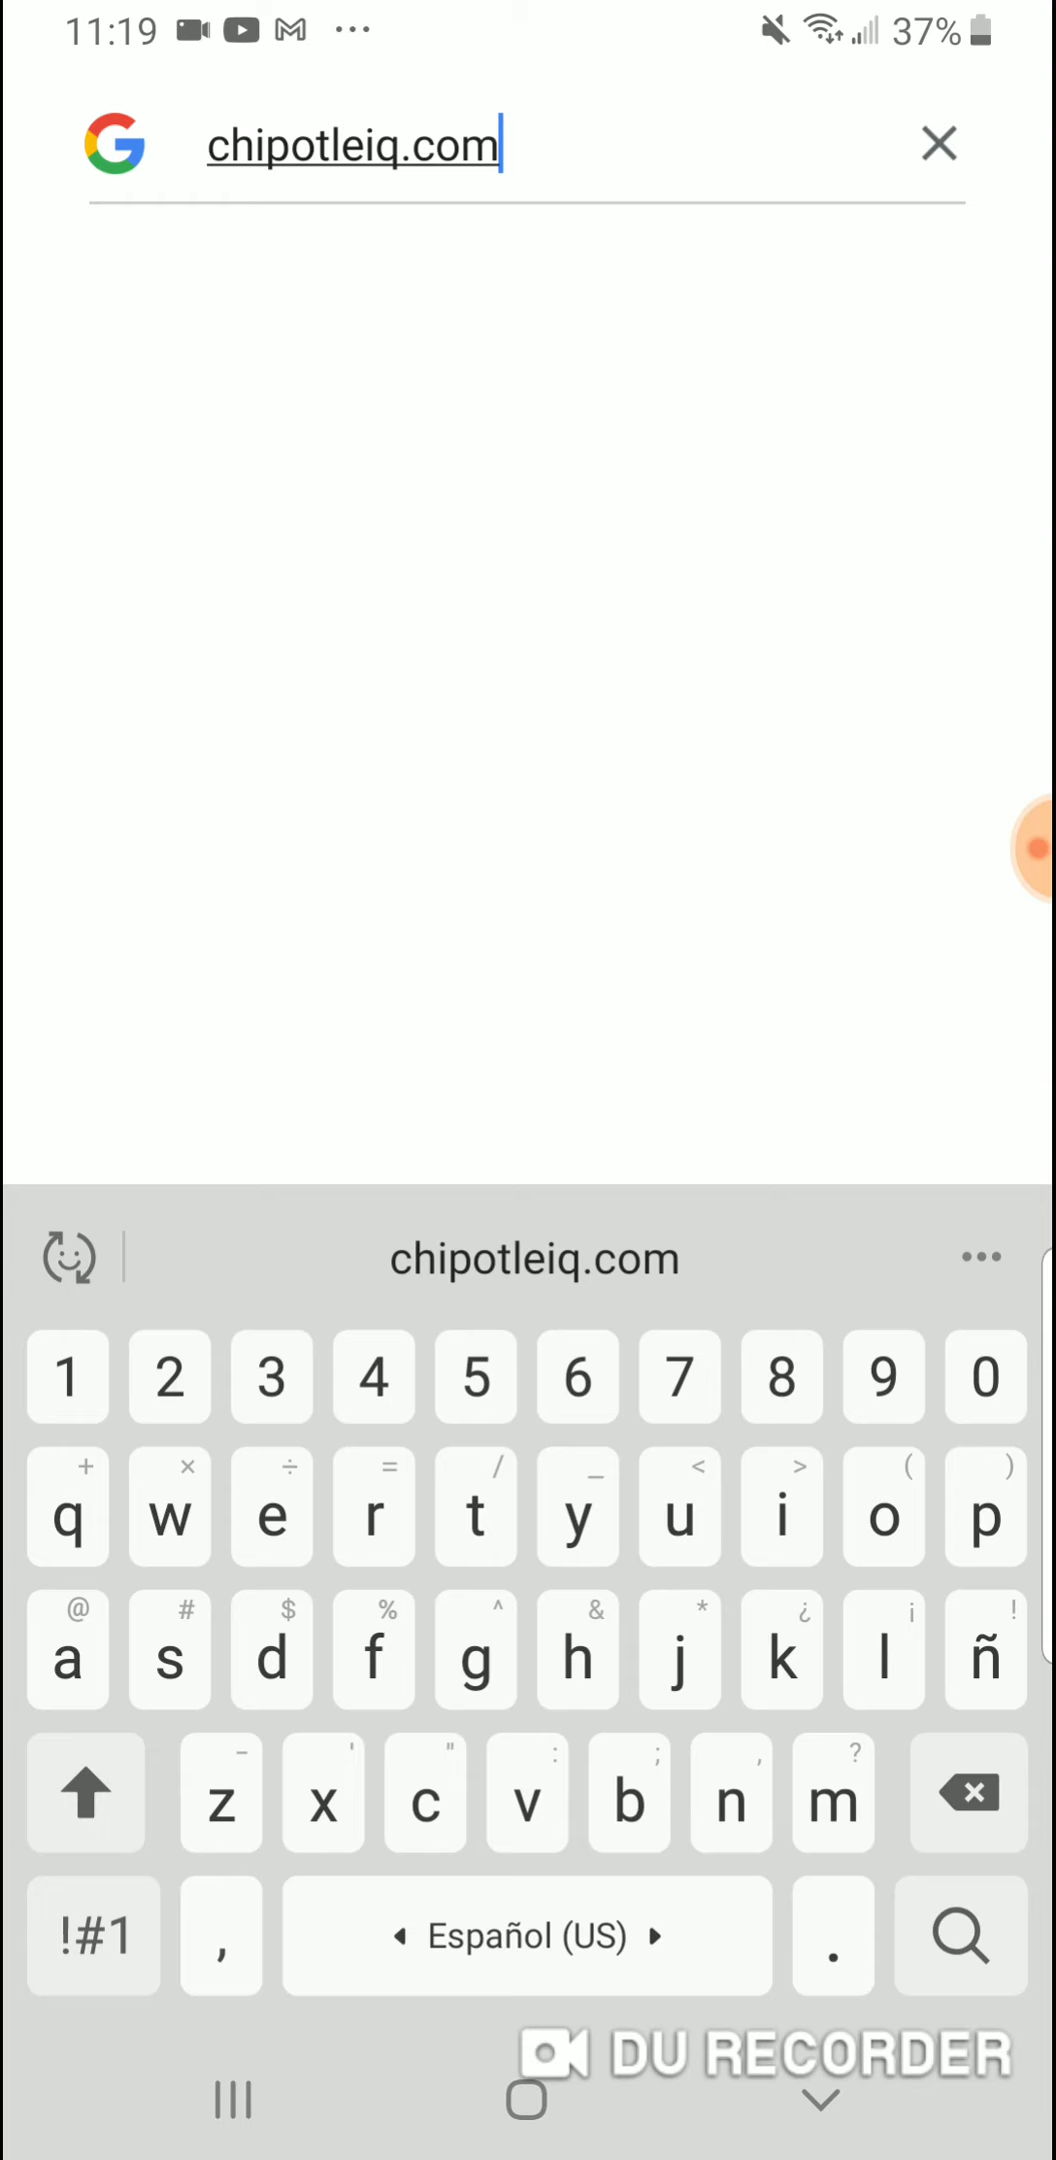 11:19 ... 37%
G chipotleiq.com ×
chipotleiq.com ...
1 2 3 4 5 6 7 8 9 0
+ × ÷ = / _ < > ( )
q w e r t y u i o p
@ # $ % ^ & * ¿ ¡ !
a s d f g h j k l ñ
- ' " : ; , ?
z x c v b n m
!#1 , Español (US) .
DU RECORDER